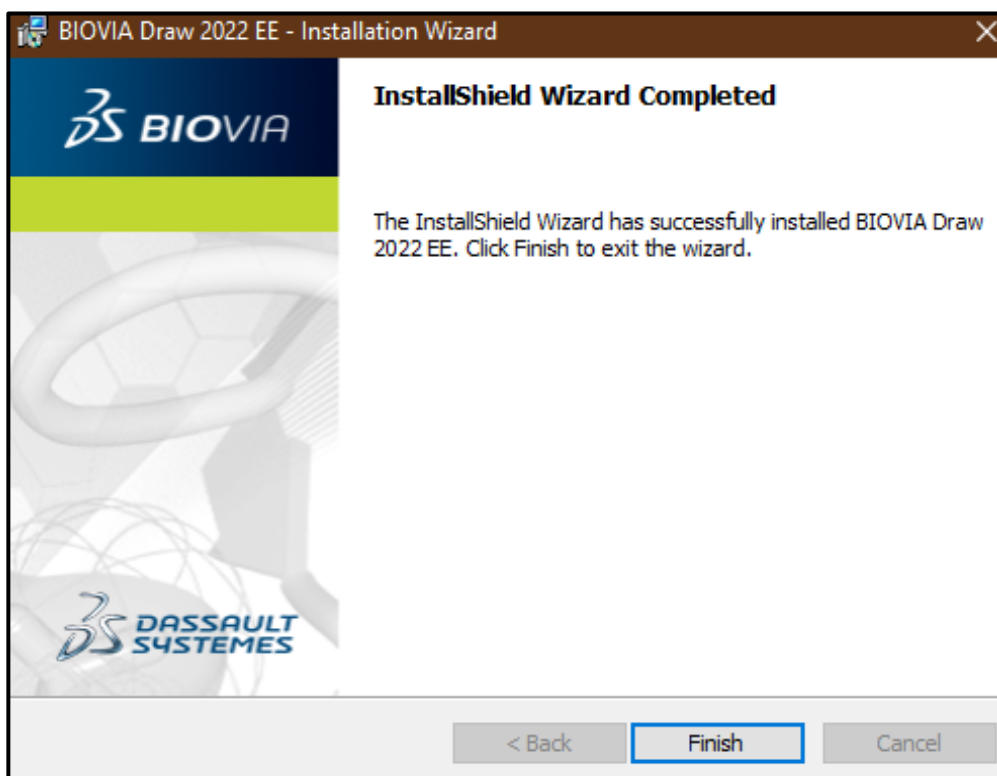 BIOVIA Draw 2022 EE - Installation Wizard
BIOVIA
InstallShield Wizard Completed
The InstallShield Wizard has successfully installed BIOVIA Draw
2022 EE. Click Finish to exit the wizard.
DASSAULT
SYSTEMES
< Back
Finish
Cancel